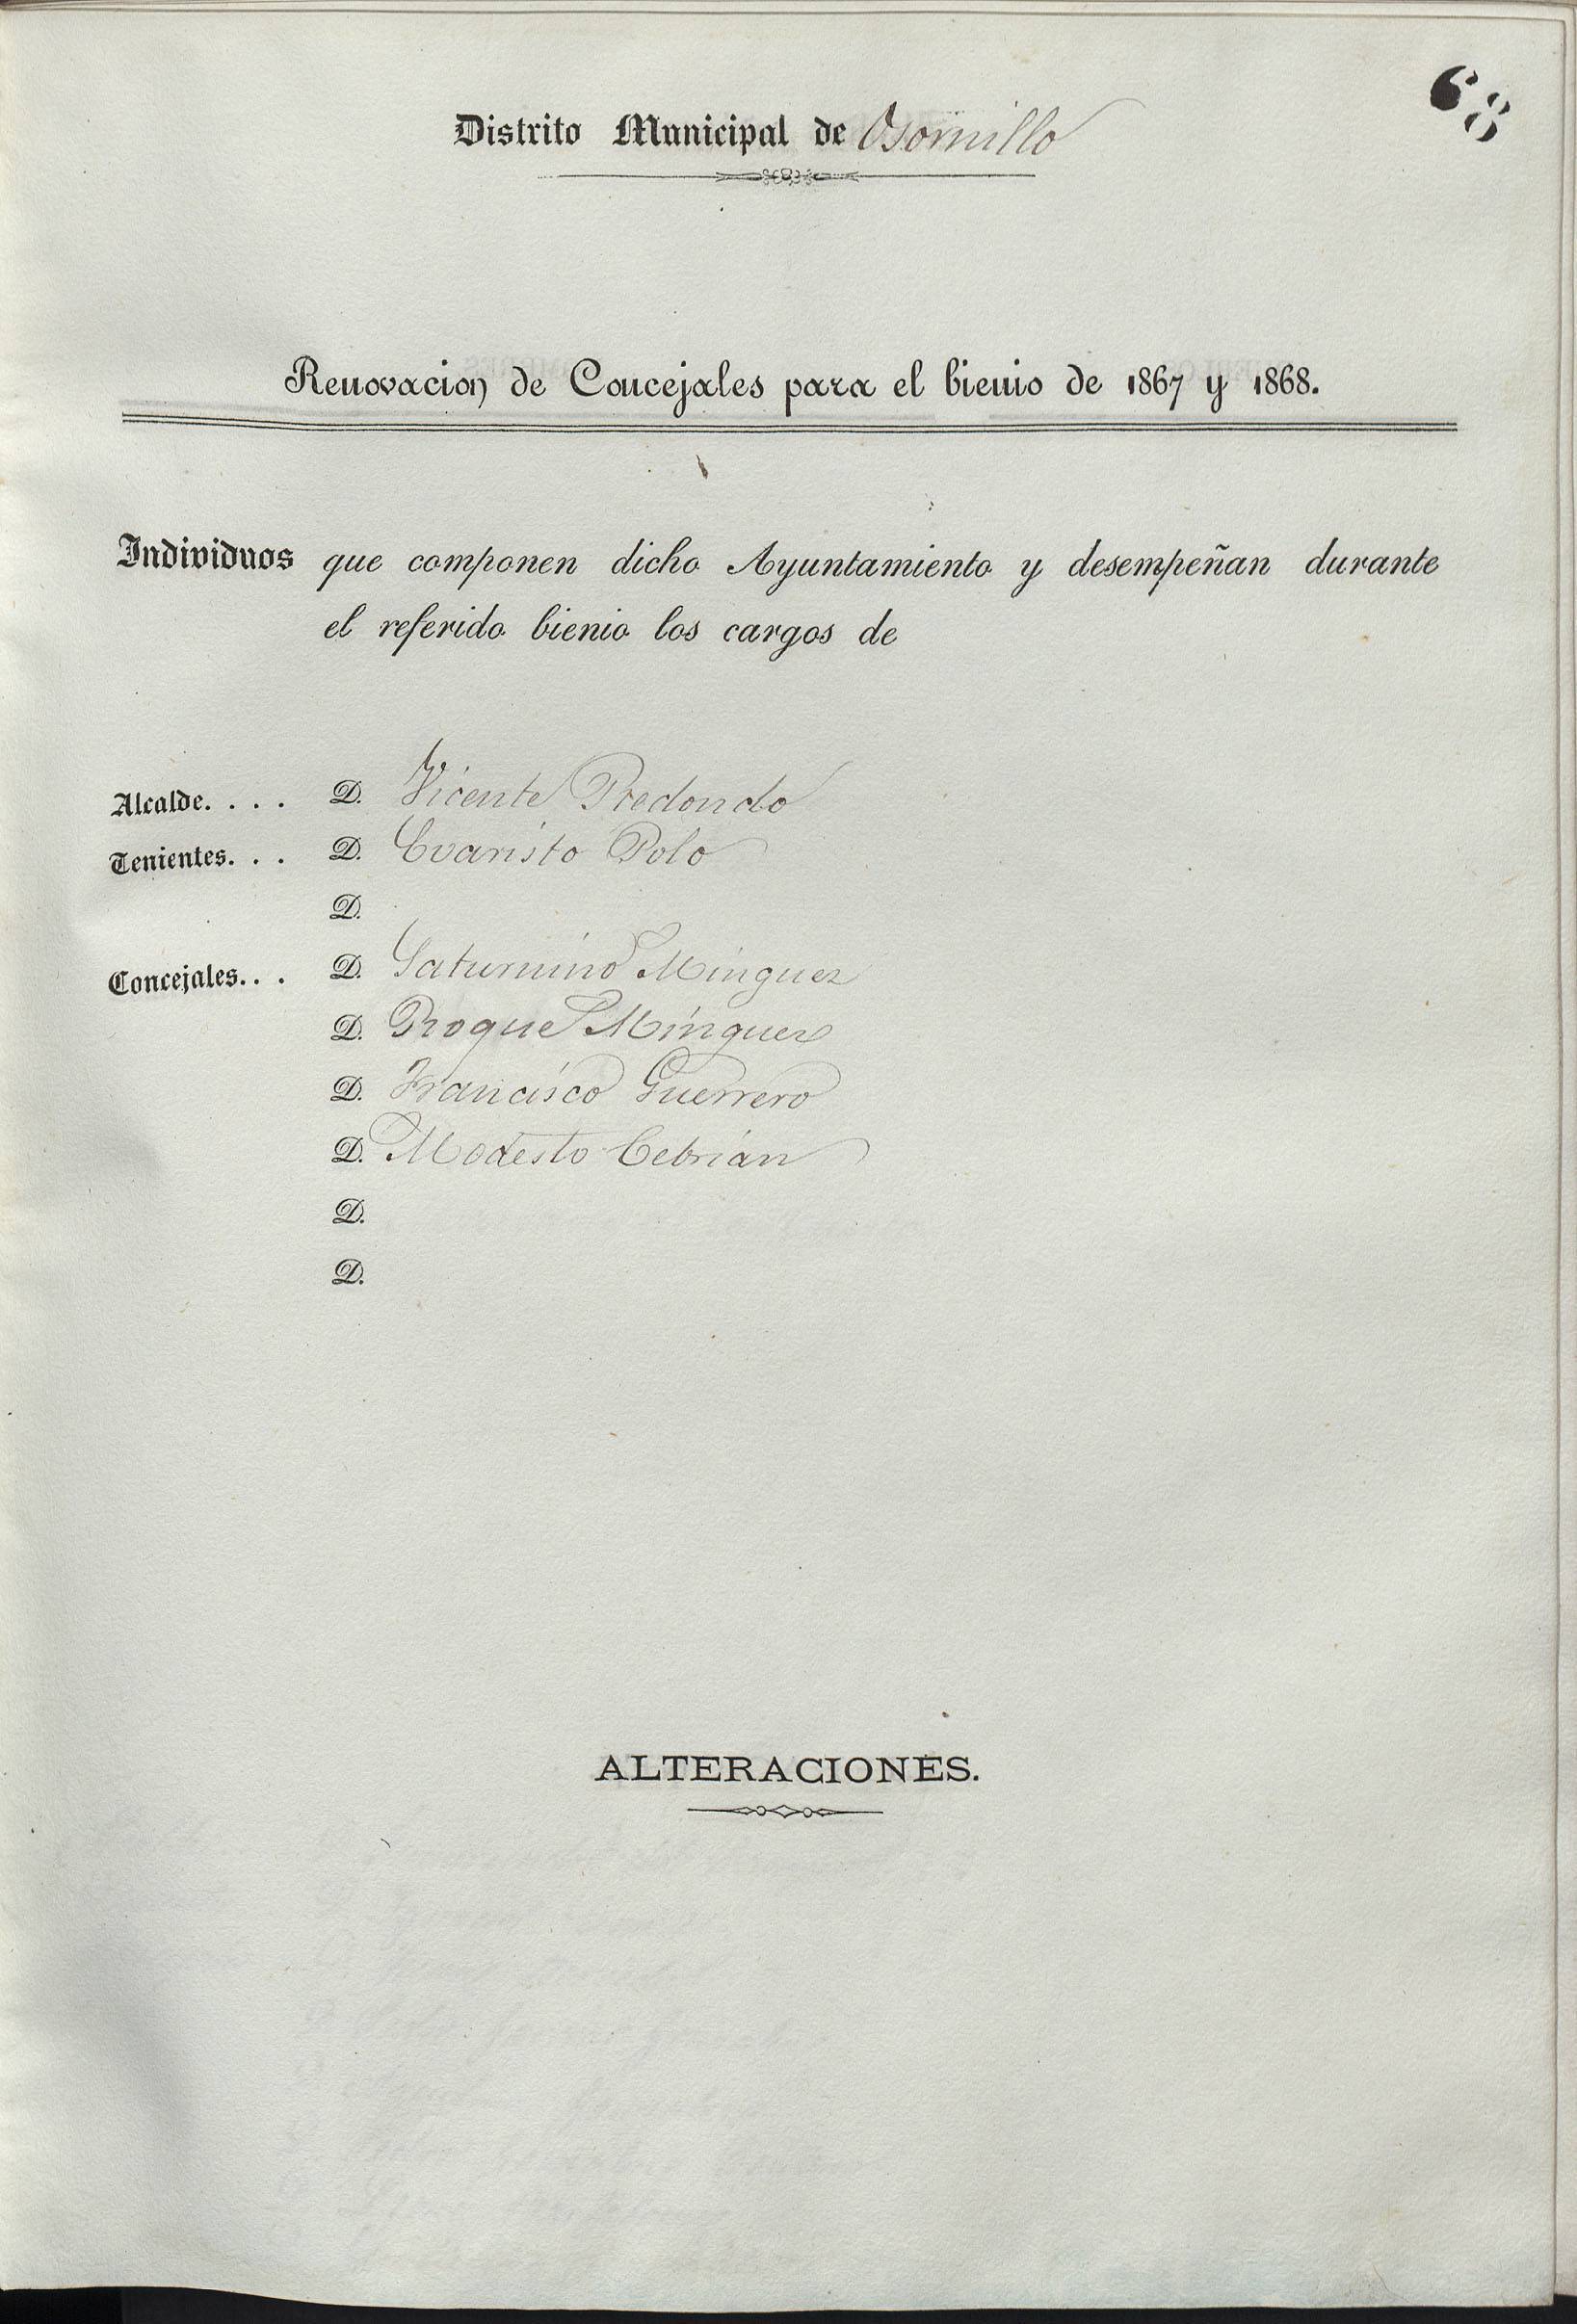 68
Distrito Municipal de Osornillo
Renovacion de Concejales para el bienio de 1867 y 1868.
Individuos que componen dicho Ayuntamiento y desempeñan durante
el referido bienio los cargos de
Alcalde. . . . D. Vicente Redondo
Tenientes. . . D. Evaristo Polo
D.
Concejales. . . D. Saturnino Minguez
D. Roque Minguez
D. Francisco Guerrero
D. Modesto Cebrián
D.
D.
ALTERACIONES.